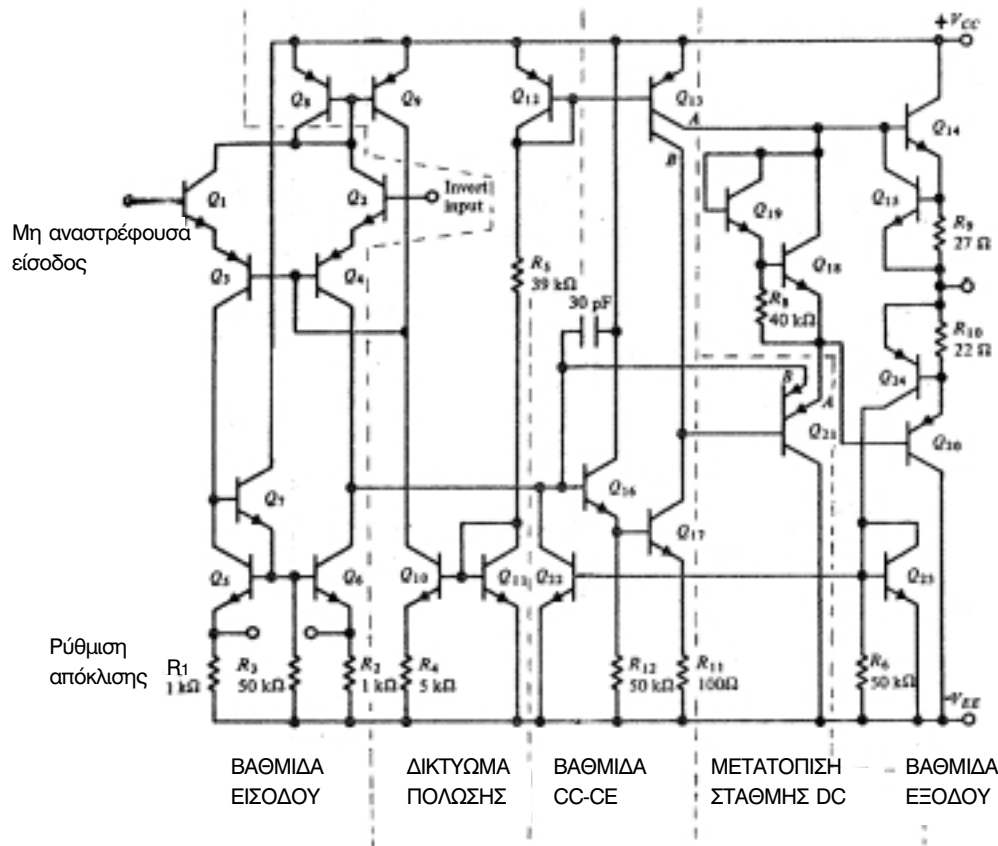 +V_CC
Q8
Q9
Q12
Q13
A
B
Q14
Q1
Q2
Invert
input
Q19
Q15
R9
27 Ω
Μη αναστρέφουσα
είσοδος
Q3
Q4
R5
39 kΩ
Q18
30 pF
R8
40 kΩ
R10
22 Ω
B
A
Q24
Q21
Q20
Q7
Q16
Q17
Q5
Q6
Q10
Q11
Q22
Q23
Ρύθμιση
απόκλισης
R1
1 kΩ
R3
50 kΩ
R2
1 kΩ
R4
5 kΩ
R12
50 kΩ
R11
100Ω
R6
50 kΩ
-V_EE
ΒΑΘΜΙΔΑ
ΕΙΣΟΔΟΥ
ΔΙΚΤΥΩΜΑ
ΠΟΛΩΣΗΣ
ΒΑΘΜΙΔΑ
CC-CE
ΜΕΤΑΤΟΠΙΣΗ
ΣΤΑΘΜΗΣ DC
ΒΑΘΜΙΔΑ
ΕΞΟΔΟΥ